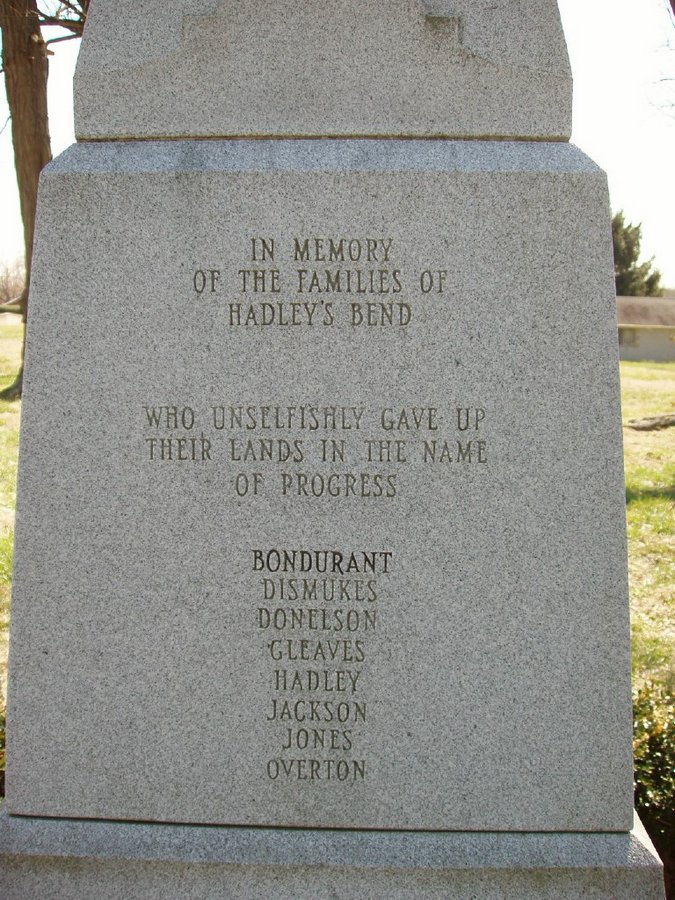 IN MEMORY
OF THE FAMILIES OF
HADLEY'S BEND
WHO UNSELFISHLY GAVE UP
THEIR LANDS IN THE NAME
OF PROGRESS
BONDURANT
DISMUKES
DONELSON
GLEAVES
HADLEY
JACKSON
JONES
OVERTON